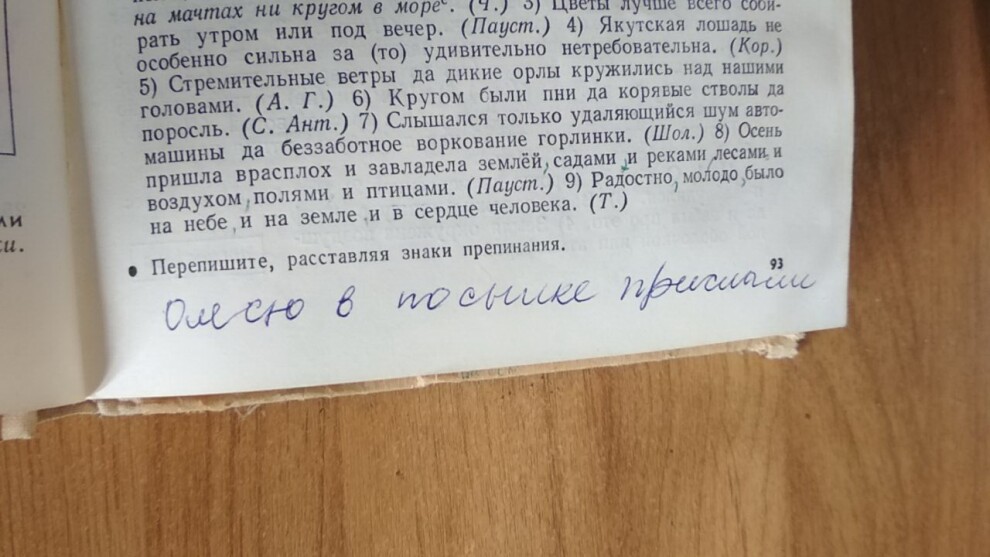 на мачтах ни кругом в мореᶜ. (Ч.) 3) Цветы лучше всего соби-
рать утром или под вечер. (Пауст.) 4) Якутская лошадь не
особенно сильна за (то) удивительно нетребовательна. (Кор.)
5) Стремительные ветры да дикие орлы кружились над нашими
головами. (А. Г.) 6) Кругом были пни да корявые стволы да
поросль. (С. Ант.) 7) Слышался только удаляющийся шум авто-
машины да беззаботное воркование горлинки. (Шол.) 8) Осень
пришла врасплох и завладела землёй, садами, и реками, лесами, и
воздухом, полями и птицами. (Пауст.) 9) Радостно, молодо, было
на небе, и на земле, и в сердце человека. (Т.)
ли
и.
• Перепишите, расставляя знаки препинания.
93
в посылке прислали